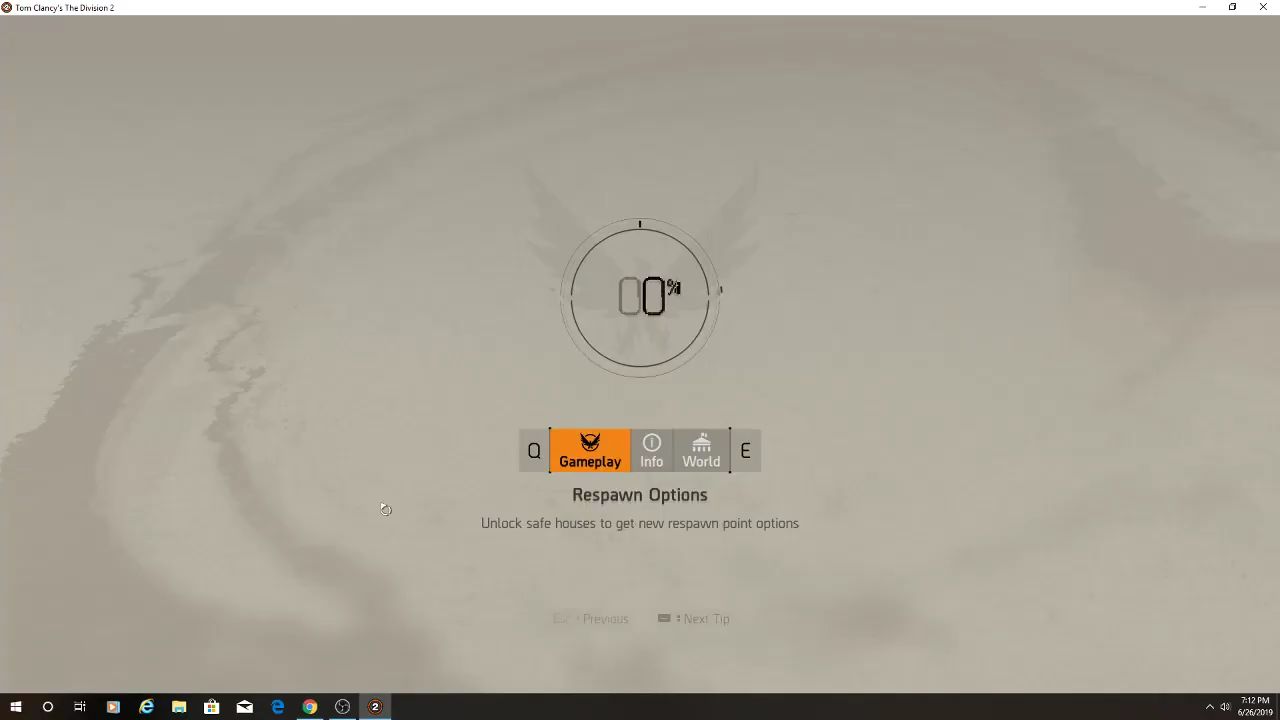 Tom Clancy's The Division 2
00%
Q
Gameplay
Info
World
E
Respawn Options
Unlock safe houses to get new respawn point options
: Previous
: Next Tip
2
7:12 PM
6/26/2019